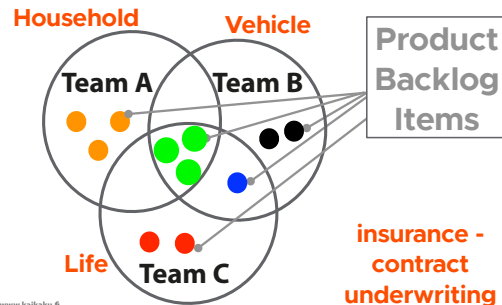 Household
Vehicle
Team A
Team B
Product
Backlog
Items
Life
Team C
insurance -
contract
underwriting